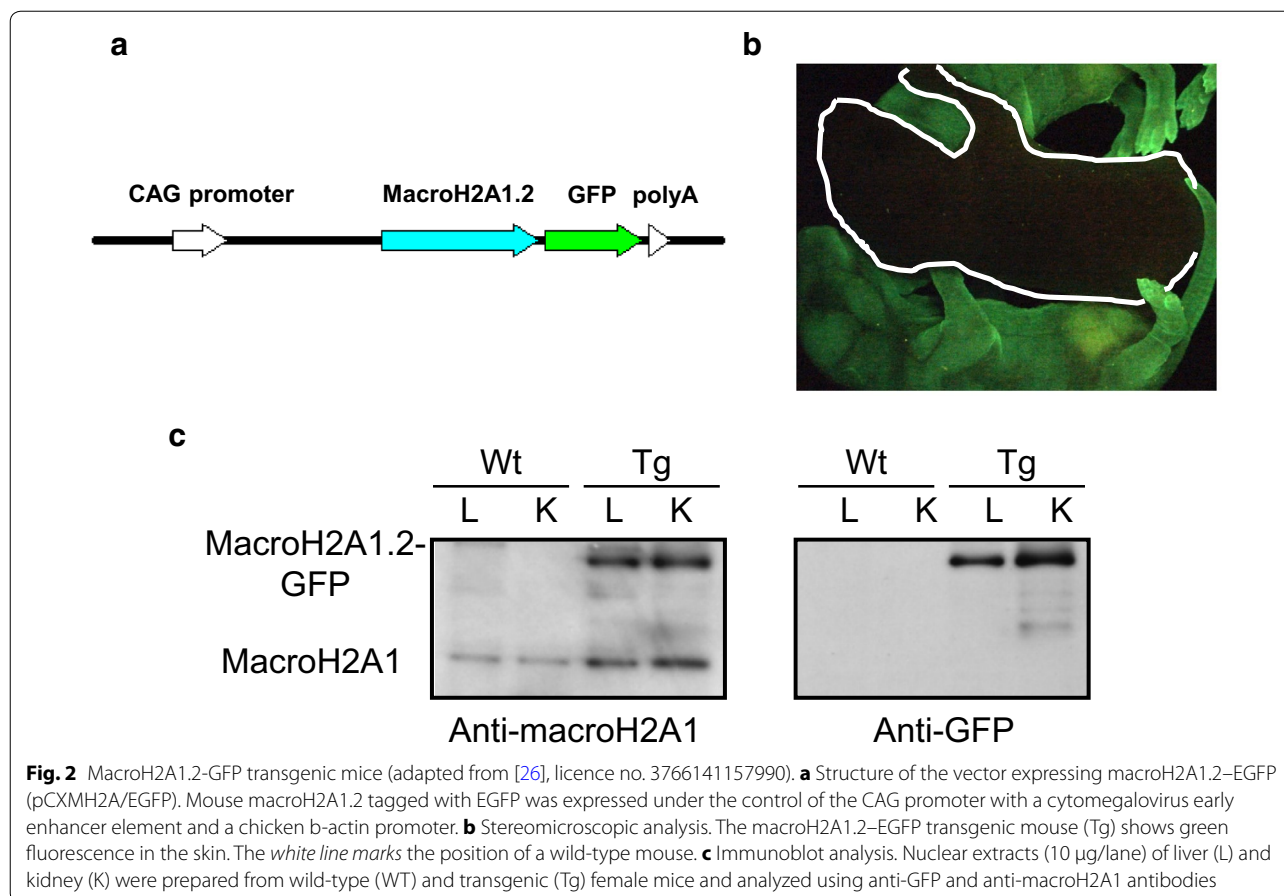 a
b
CAG promoter
MacroH2A1.2
GFP
polyA
c
Wt
Tg
Wt
Tg
L
K
L
K
L
K
L
K
MacroH2A1.2-
GFP
MacroH2A1
Anti-macroH2A1
Anti-GFP
Fig. 2 MacroH2A1.2-GFP transgenic mice (adapted from [26], licence no. 3766141157990). a Structure of the vector expressing macroH2A1.2–EGFP
(pCXMH2A/EGFP). Mouse macroH2A1.2 tagged with EGFP was expressed under the control of the CAG promoter with a cytomegalovirus early
enhancer element and a chicken b-actin promoter. b Stereomicroscopic analysis. The macroH2A1.2–EGFP transgenic mouse (Tg) shows green
fluorescence in the skin. The white line marks the position of a wild-type mouse. c Immunoblot analysis. Nuclear extracts (10 µg/lane) of liver (L) and
kidney (K) were prepared from wild-type (WT) and transgenic (Tg) female mice and analyzed using anti-GFP and anti-macroH2A1 antibodies